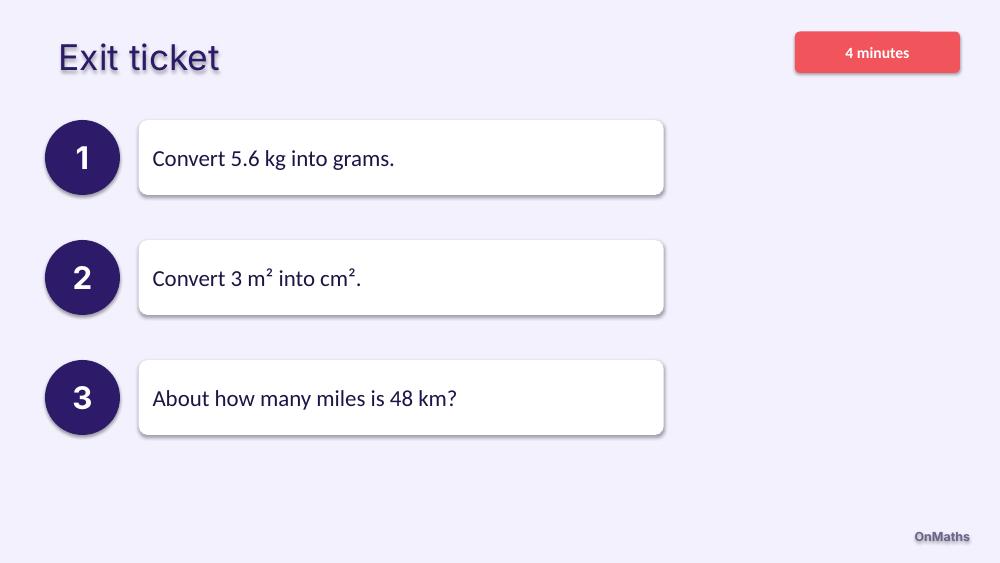 Exit ticket
4 minutes
1
Convert 5.6 kg into grams.
2
Convert 3 m² into cm².
3
About how many miles is 48 km?
OnMaths